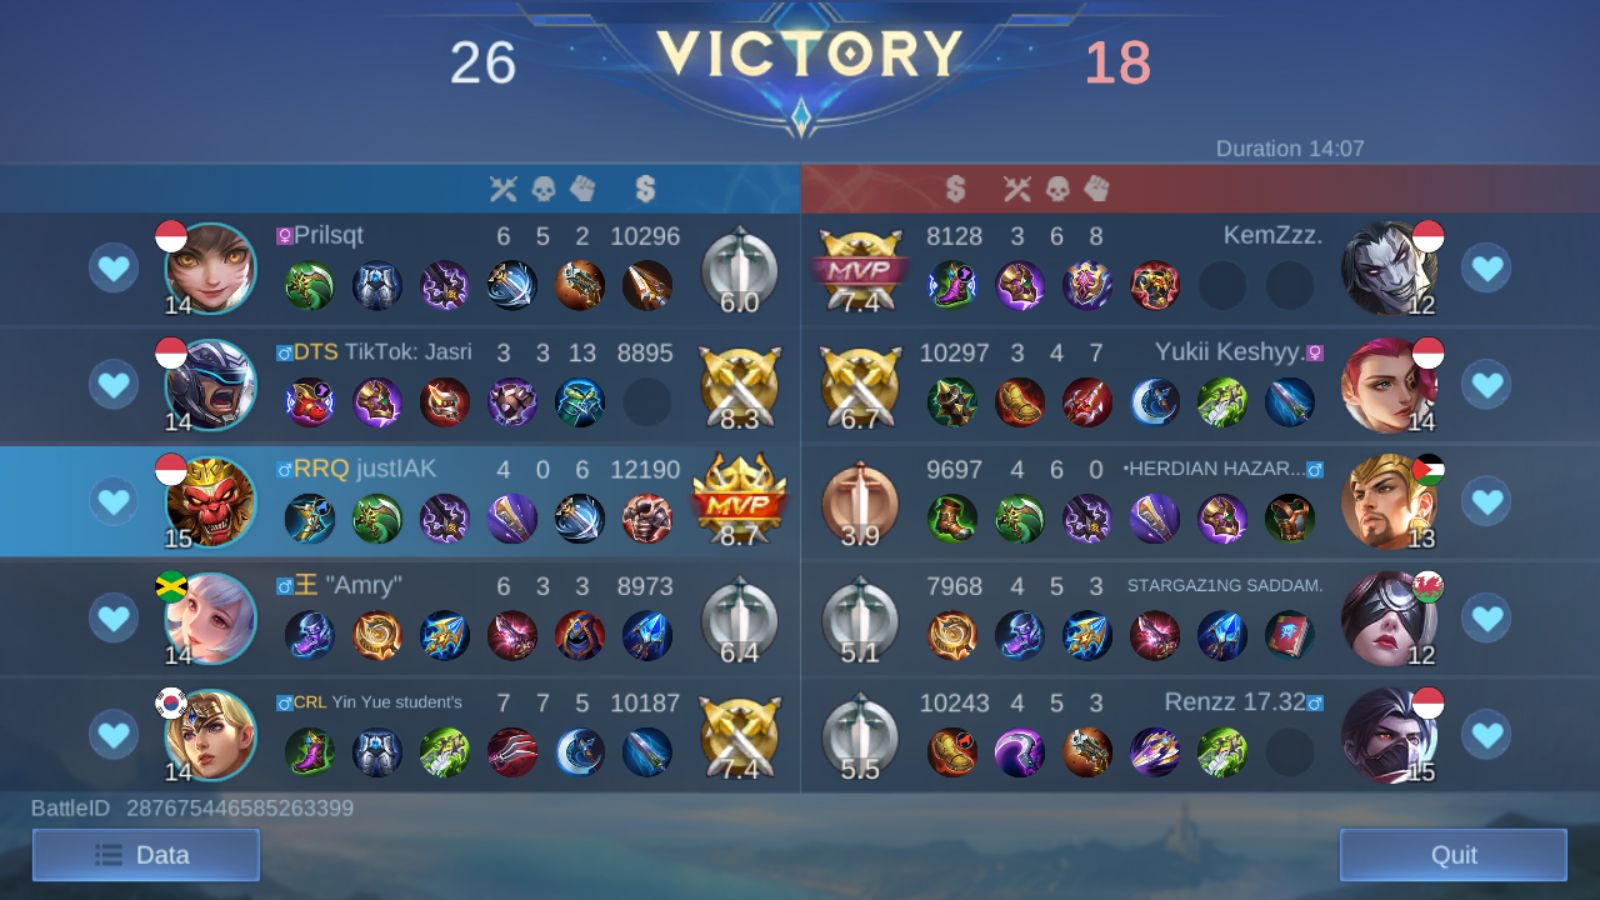 26 VICTORY 18
Duration 14:07
Prilsqt 6 5 2 10296
14 6.0
8128 3 6 8 KemZzz.
MVP 7.4 12
DTS TikTok: Jasri 3 3 13 8895
14 8.3
10297 3 4 7 Yukii Keshyy.
6.7 14
RRQ justIAK 4 0 6 12190
15 MVP 8.7
9697 4 6 0 •HERDIAN HAZAR...
3.9 13
王 "Amry" 6 3 3 8973
14 6.4
7968 4 5 3 STARGAZ1NG SADDAM.
5.1 12
CRL Yin Yue student's 7 7 5 10187
14 7.4
10243 4 5 3 Renzz 17.32
5.5 15
BattleID 287675446585263399
Data
Quit